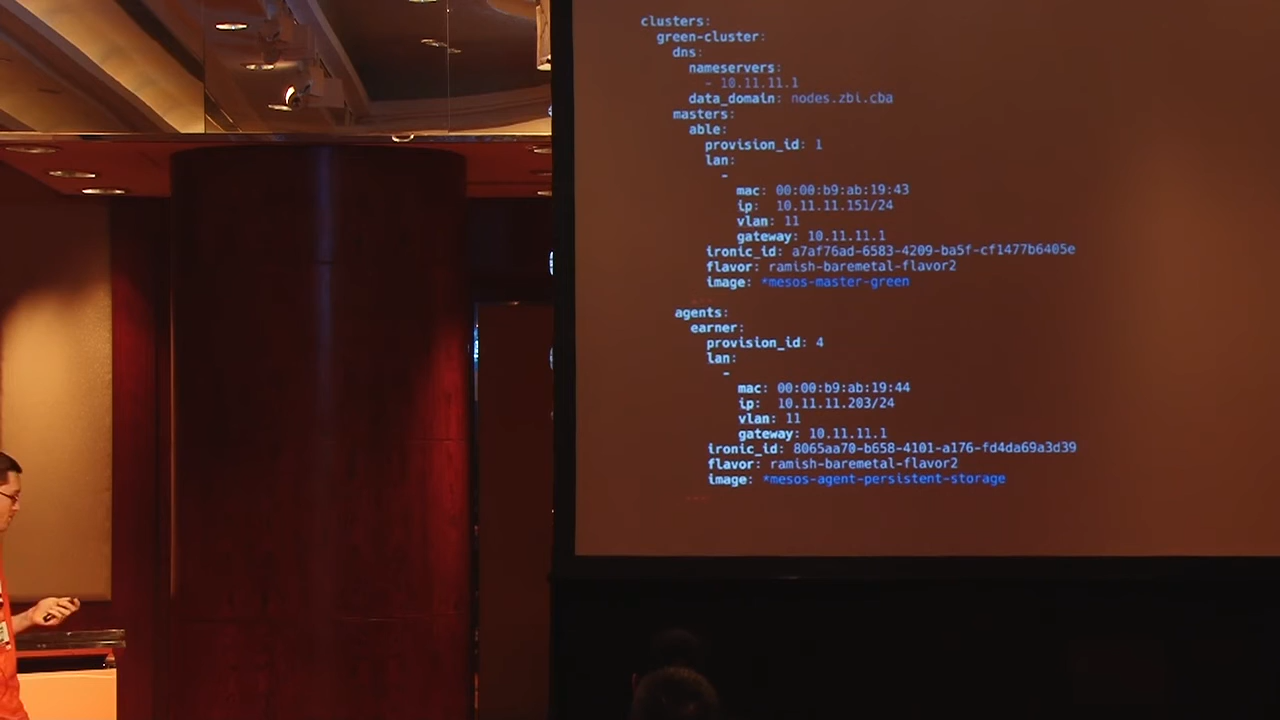 clusters:
green-cluster:
dns:
nameservers:
- 10.11.11.1
data_domain: nodes.zbi.cba
masters:
able:
provision_id: 1
lan:
-
mac: 00:00:b9:ab:19:43
ip: 10.11.11.151/24
vlan: 11
gateway: 10.11.11.1
ironic_id: a7af76ad-6583-4209-ba5f-cf1477b6405e
flavor: ramish-baremetal-flavor2
image: *mesos-master-green
...
agents:
earner:
provision_id: 4
lan:
-
mac: 00:00:b9:ab:19:44
ip: 10.11.11.203/24
vlan: 11
gateway: 10.11.11.1
ironic_id: 8065aa70-b658-4101-a176-fd4da69a3d39
flavor: ramish-baremetal-flavor2
image: *mesos-agent-persistent-storage
...